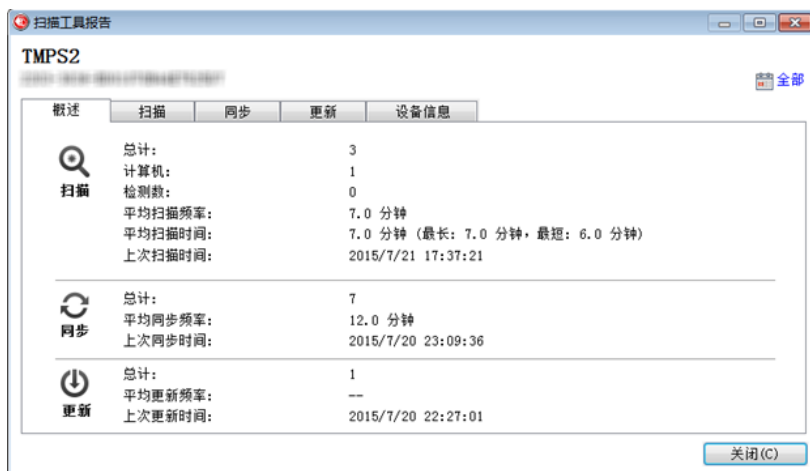 扫描工具报告
TMPS2
全部
概述 扫描 同步 更新 设备信息
扫描
总计: 3
计算机: 1
检测数: 0
平均扫描频率: 7.0 分钟
平均扫描时间: 7.0 分钟 (最长: 7.0 分钟，最短: 6.0 分钟)
上次扫描时间: 2015/7/21 17:37:21
同步
总计: 7
平均同步频率: 12.0 分钟
上次同步时间: 2015/7/20 23:09:36
更新
总计: 1
平均更新频率: --
上次更新时间: 2015/7/20 22:27:01
关闭(C)